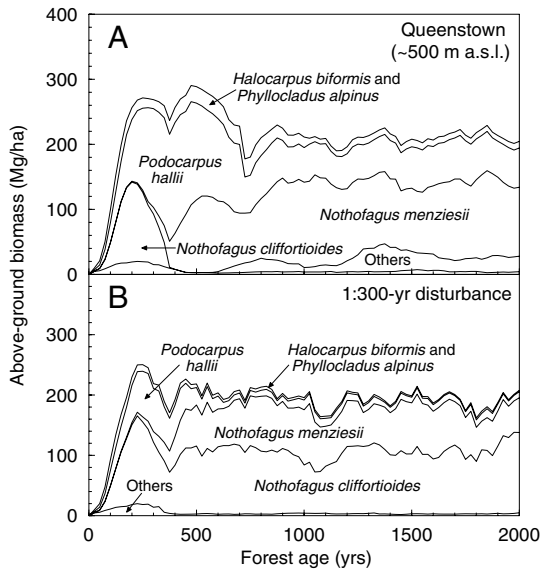 400
A
Queenstown
(~500 m a.s.l.)
Halocarpus biformis and
Phyllocladus alpinus
300
Podocarpus
hallii
200
Nothofagus menziesii
100
Nothofagus cliffortioides
Others
0
Above-ground biomass (Mg/ha)
B
1:300-yr disturbance
300
Podocarpus
hallii
Halocarpus biformis and
Phyllocladus alpinus
200
Nothofagus menziesii
100
Others
Nothofagus cliffortioides
0
0 500 1000 1500 2000
Forest age (yrs)